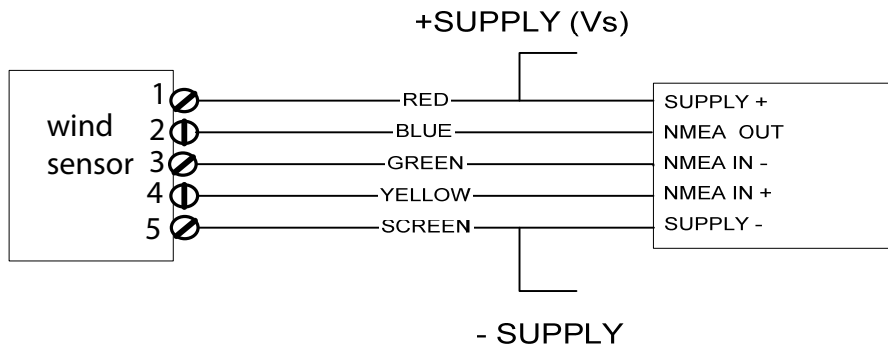 +SUPPLY (Vs)
wind
sensor
1 RED SUPPLY +
2 BLUE NMEA OUT
3 GREEN NMEA IN -
4 YELLOW NMEA IN +
5 SCREEN SUPPLY -
- SUPPLY